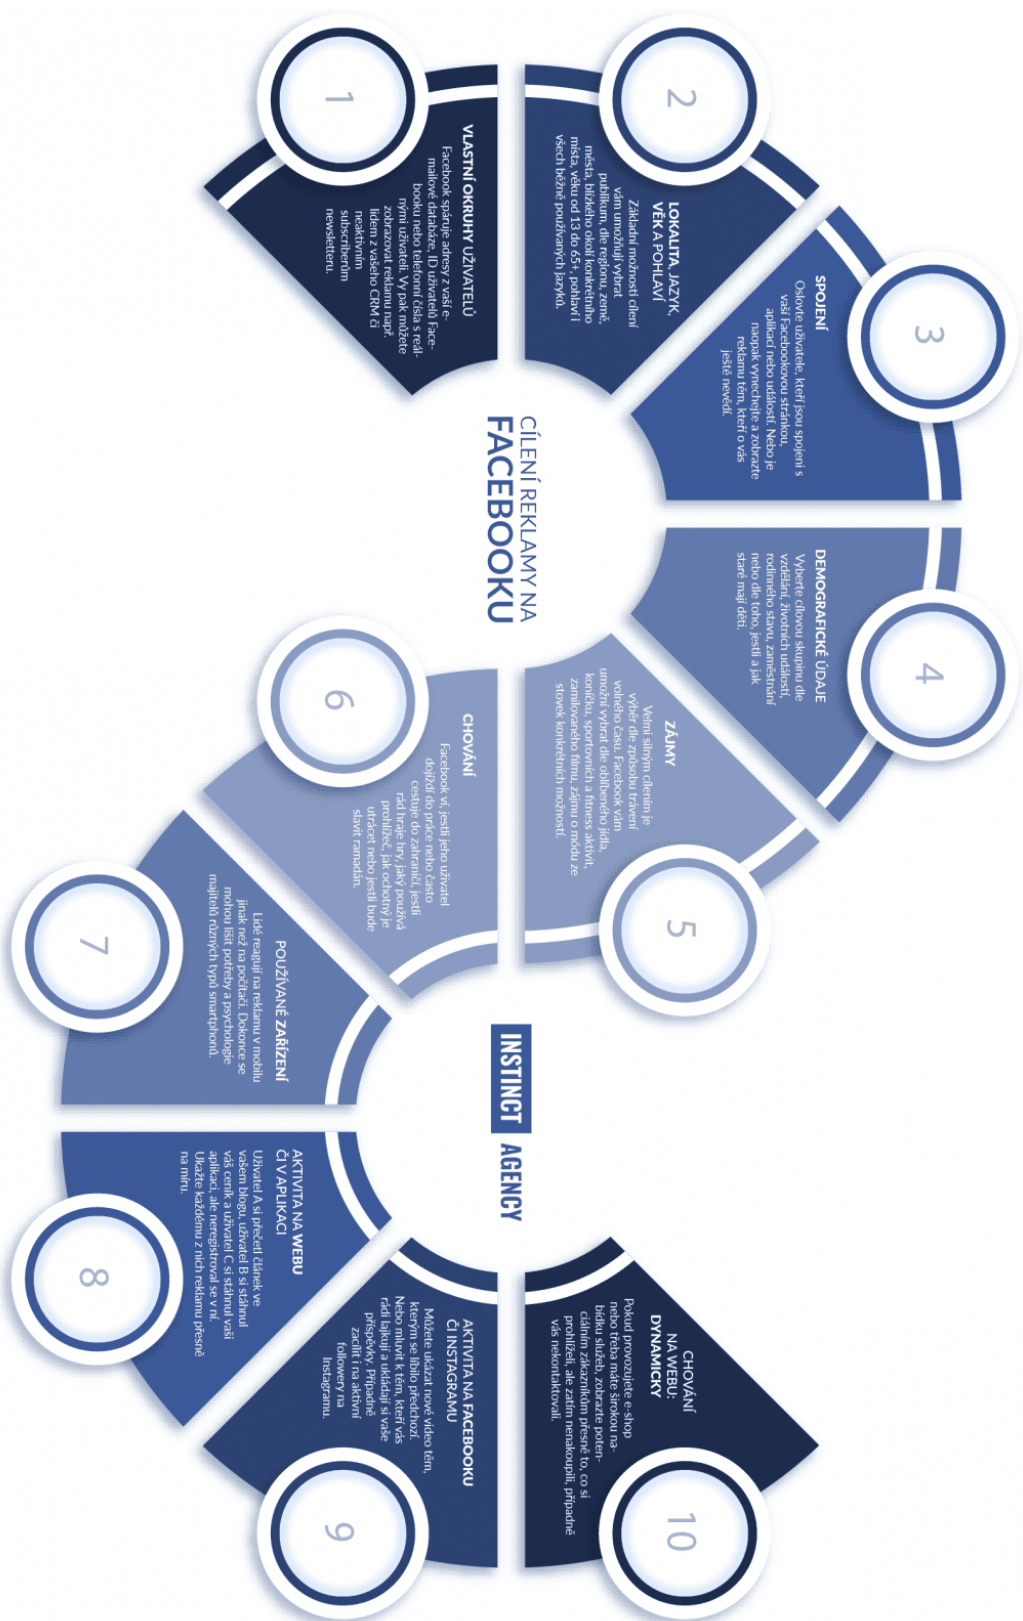 CÍLENÍ REKLAMY NA
FACEBOOKU
1
VLASTNÍ OKRUHY UŽIVATELŮ
Facebook spáruje adresy z vaší e-
mailové databáze, ID uživatelů Face-
booku nebo telefonní čísla s reál-
nými uživateli. Vy pak můžete
zobrazovat reklamu např.
lidem z vašeho CRM či
neaktivním
subscriberům
newsletteru.
2
LOKALITA, JAZYK,
VĚK A POHLAVÍ
Základní možnosti cílení
vám umožňují vybrat
publikum, dle regionu, země,
města, blízkého okolí konkrétního
místa, věku od 13 do 65+, pohlaví i
všech běžně používaných jazyků.
3
SPOJENÍ
Oslovte uživatele, kteří jsou spojeni s
vaší Facebookovou stránkou,
aplikací nebo událostí. Nebo je
naopak vynechejte a zobrazte
reklamu těm, kteří o vás
ještě nevědí.
4
DEMOGRAFICKÉ ÚDAJE
Vyberte cílovou skupinu dle
vzdělání, životních událostí,
rodinného stavu, zaměstnání
nebo dle toho, jestli a jak
staré mají děti.
5
ZÁJMY
Velmi silným cílením je
výběr dle způsobu trávení
volného času. Facebook vám
umožní vybrat dle oblíbeného jídla,
koníčku, sportovních a fitness aktivit,
zamilovaného filmu, zájmu o módu ze
stovek konkrétních možností.
6
CHOVÁNÍ
Facebook ví, jestli jeho uživatel
dojíždí do práce nebo často
cestuje do zahraničí, jestli
rád hraje hry, jaký používá
prohlížeč, jak ochotný je
utrácet nebo jestli bude
slavit ramadán.
7
POUŽÍVANÉ ZAŘÍZENÍ
Lidé reagují na reklamu v mobilu
jinak než na počítači. Dokonce se
mohou lišit potřeby a psychologie
majitelů různých typů smartphonů.
8
AKTIVITA NA WEBU
ČI V APLIKACI
Uživatel A si přečetl článek ve
vašem blogu, uživatel B si stáhnul
váš ceník a uživatel C si stáhnul vaši
aplikaci, ale neregistroval se v ní.
Ukažte každému z nich reklamu přesně
na míru.
9
AKTIVITA NA FACEBOOKU
ČI INSTAGRAMU
Můžete ukázat nové video těm,
kterým se líbilo předchozí.
Nebo mluvit k těm, kteří vás
rádi lajkují a ukládají si vaše
příspěvky. Případně
zacílit i na aktivní
followery na
Instagramu.
10
CHOVÁNÍ
NA WEBU:
DYNAMICKY
Pokud provozujete e-shop
nebo třeba máte širokou na-
bídku služeb, zobrazte poten-
ciálním zákazníkům přesně to, co si
prohlíželi, ale zatím nenakoupili, případně
vás nekontaktovali.
INSTINCT AGENCY